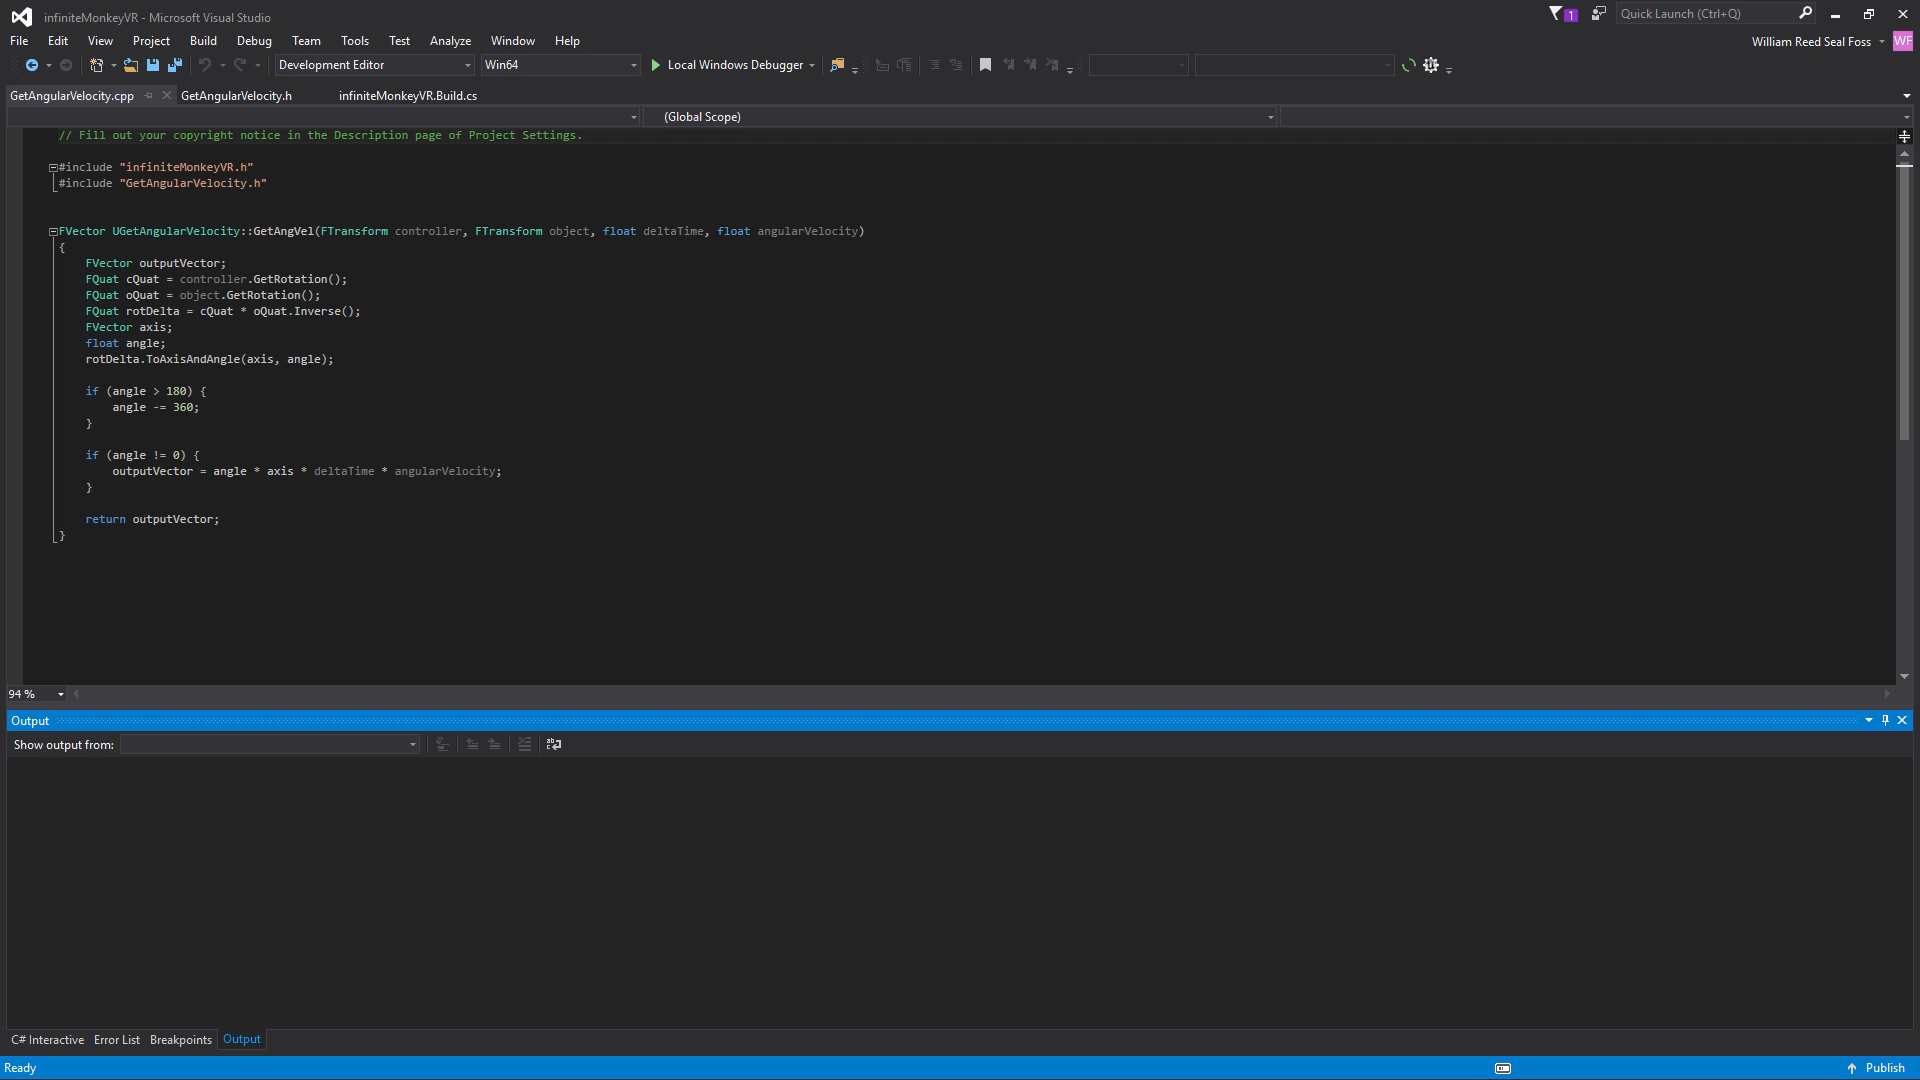 infiniteMonkeyVR - Microsoft Visual Studio
1
Quick Launch (Ctrl+Q)
File Edit View Project Build Debug Team Tools Test Analyze Window Help
William Reed Seal Foss WF
Development Editor Win64 Local Windows Debugger
GetAngularVelocity.cpp GetAngularVelocity.h infiniteMonkeyVR.Build.cs
(Global Scope)
// Fill out your copyright notice in the Description page of Project Settings.
#include "infiniteMonkeyVR.h"
#include "GetAngularVelocity.h"
FVector UGetAngularVelocity::GetAngVel(FTransform controller, FTransform object, float deltaTime, float angularVelocity)
{
FVector outputVector;
FQuat cQuat = controller.GetRotation();
FQuat oQuat = object.GetRotation();
FQuat rotDelta = cQuat * oQuat.Inverse();
FVector axis;
float angle;
rotDelta.ToAxisAndAngle(axis, angle);
if (angle > 180) {
angle -= 360;
}
if (angle != 0) {
outputVector = angle * axis * deltaTime * angularVelocity;
}
return outputVector;
}
94 %
Output
Show output from:
C# Interactive Error List Breakpoints Output
Ready
Publish